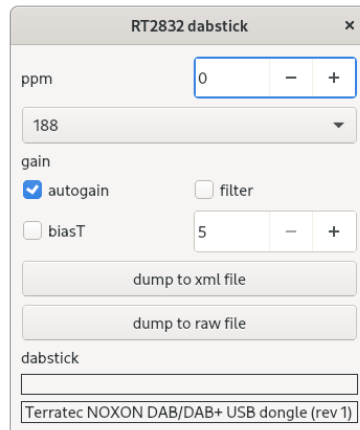 RT2832 dabstick ×
ppm 0 − +
188
gain
autogain filter
biasT 5 − +
dump to xml file
dump to raw file
dabstick
Terratec NOXON DAB/DAB+ USB dongle (rev 1)